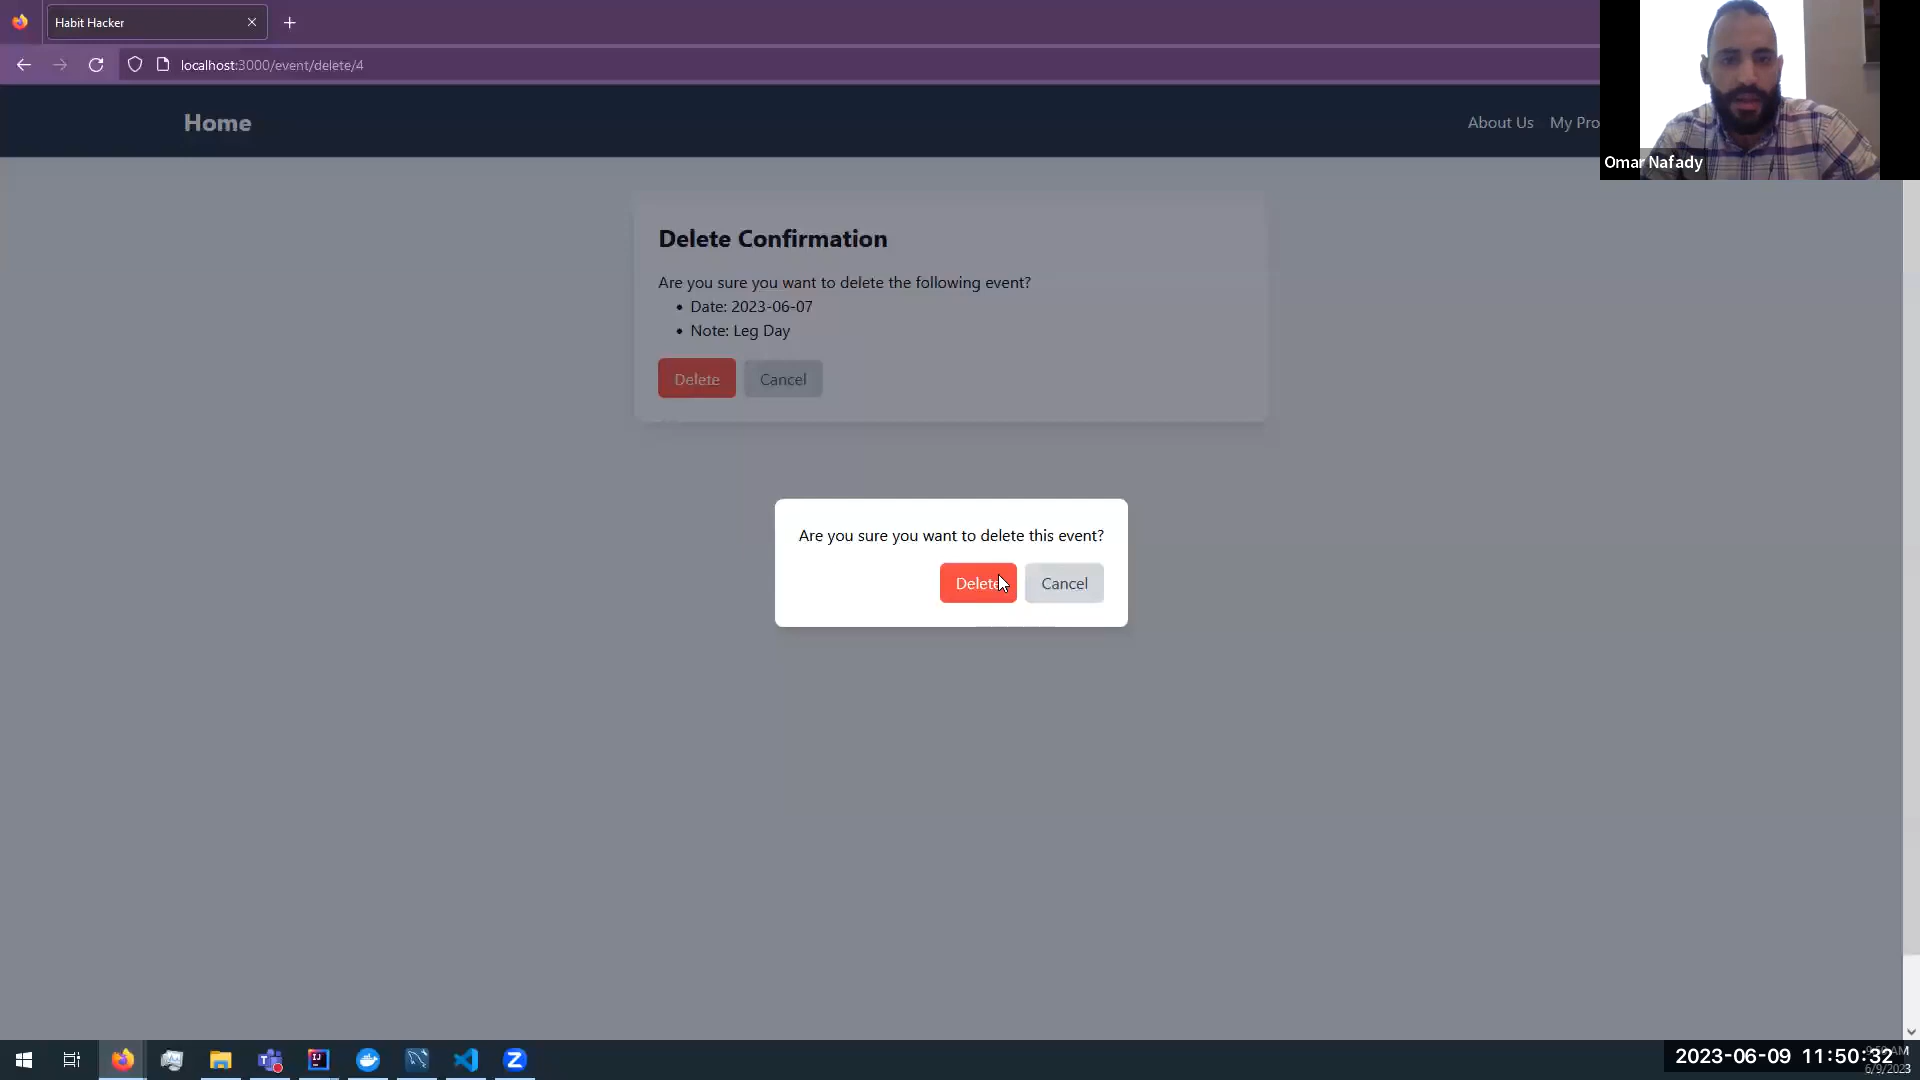 Habit Hacker
localhost:3000/event/delete/4
Home
About Us My Pro
Omar Nafady
Delete Confirmation
Are you sure you want to delete the following event?
• Date: 2023-06-07
• Note: Leg Day
Delete Cancel
Are you sure you want to delete this event?
Delete Cancel
2023-06-09 11:50:32